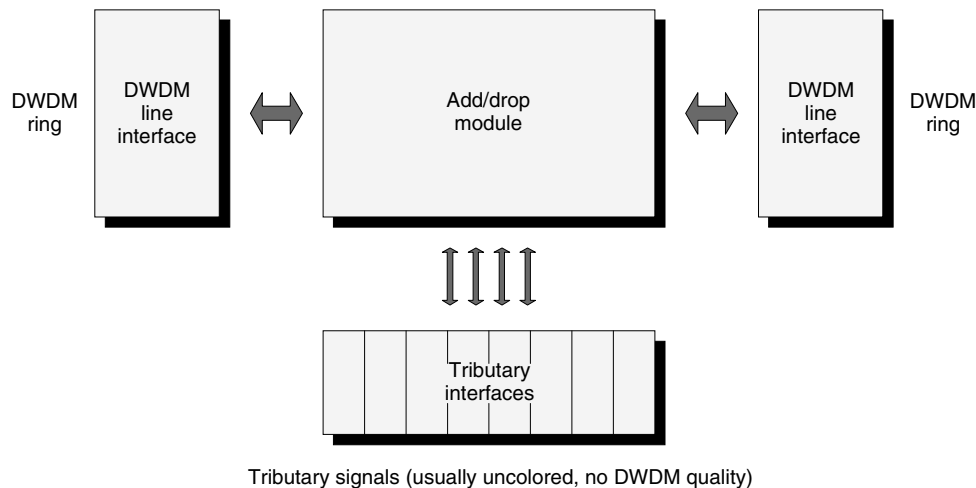 DWDM
ring
DWDM
line
interface
Add/drop
module
DWDM
line
interface
DWDM
ring
Tributary
interfaces
Tributary signals (usually uncolored, no DWDM quality)